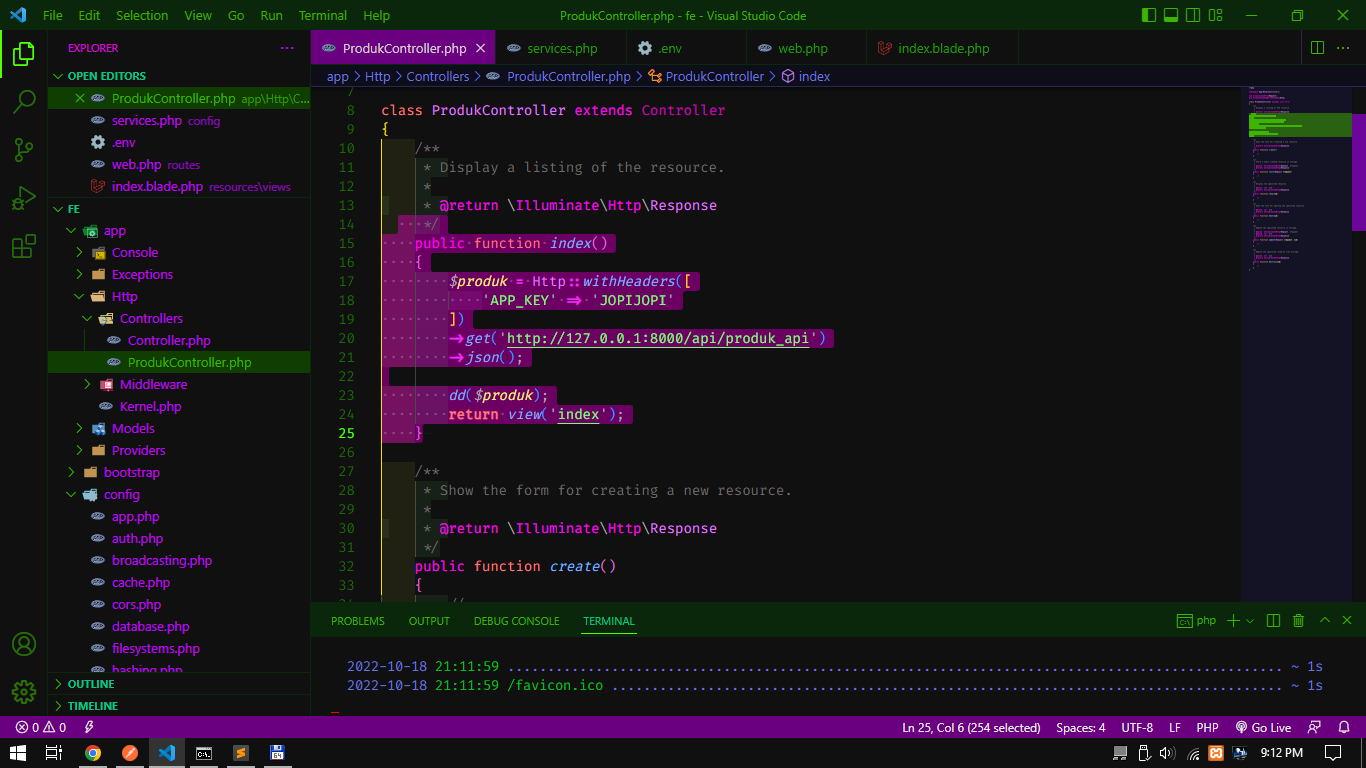 File Edit Selection View Go Run Terminal Help
ProdukController.php - fe - Visual Studio Code
EXPLORER
OPEN EDITORS
ProdukController.php app\Http\C...
services.php config
.env
web.php routes
index.blade.php resources\views
FE
app
Console
Exceptions
Http
Controllers
Controller.php
ProdukController.php
Middleware
Kernel.php
Models
Providers
bootstrap
config
app.php
auth.php
broadcasting.php
cache.php
cors.php
database.php
filesystems.php
hashing.php
OUTLINE
TIMELINE
ProdukController.php services.php .env web.php index.blade.php
app > Http > Controllers > ProdukController.php > ProdukController > index
7
8 class ProdukController extends Controller
9 {
10 /**
11 * Display a listing of the resource.
12 *
13 * @return \Illuminate\Http\Response
14 */
15 public function index()
16 {
17 $produk = Http::withHeaders([
18 'APP_KEY' => 'JOPIJOPI'
19 ])
20 ->get('http://127.0.0.1:8000/api/produk_api')
21 ->json();
22
23 dd($produk);
24 return view('index');
25 }
26
27 /**
28 * Show the form for creating a new resource.
29 *
30 * @return \Illuminate\Http\Response
31 */
32 public function create()
33 {
34 //
PROBLEMS OUTPUT DEBUG CONSOLE TERMINAL
php
2022-10-18 21:11:59 ................................................................................................. ~ 1s
2022-10-18 21:11:59 /favicon.ico .................................................................................... ~ 1s
0 0
Ln 25, Col 6 (254 selected) Spaces: 4 UTF-8 LF PHP Go Live
9:12 PM